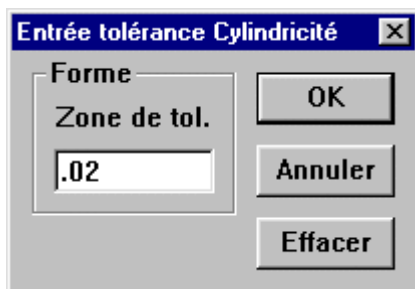 Entrée tolérance Cylindricité
Forme
Zone de tol.
.02
OK
Annuler
Effacer